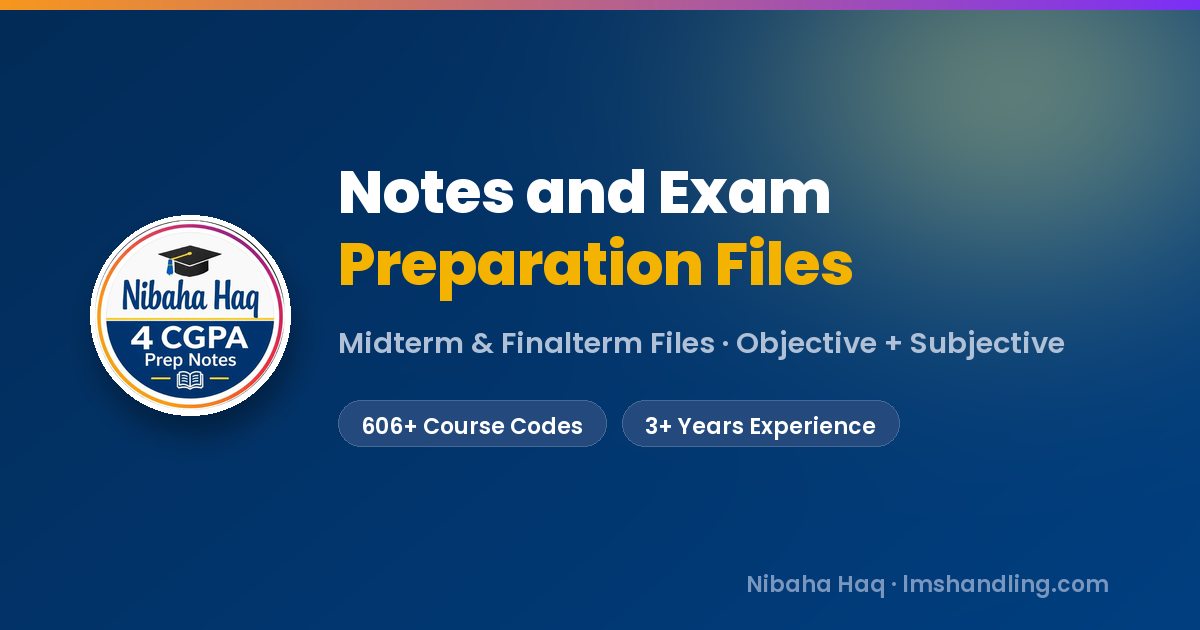 Notes and Exam
Preparation Files
Nibaha Haq
4 CGPA
Prep Notes
Midterm & Finalterm Files · Objective + Subjective
606+ Course Codes
3+ Years Experience
Nibaha Haq · lmshandling.com